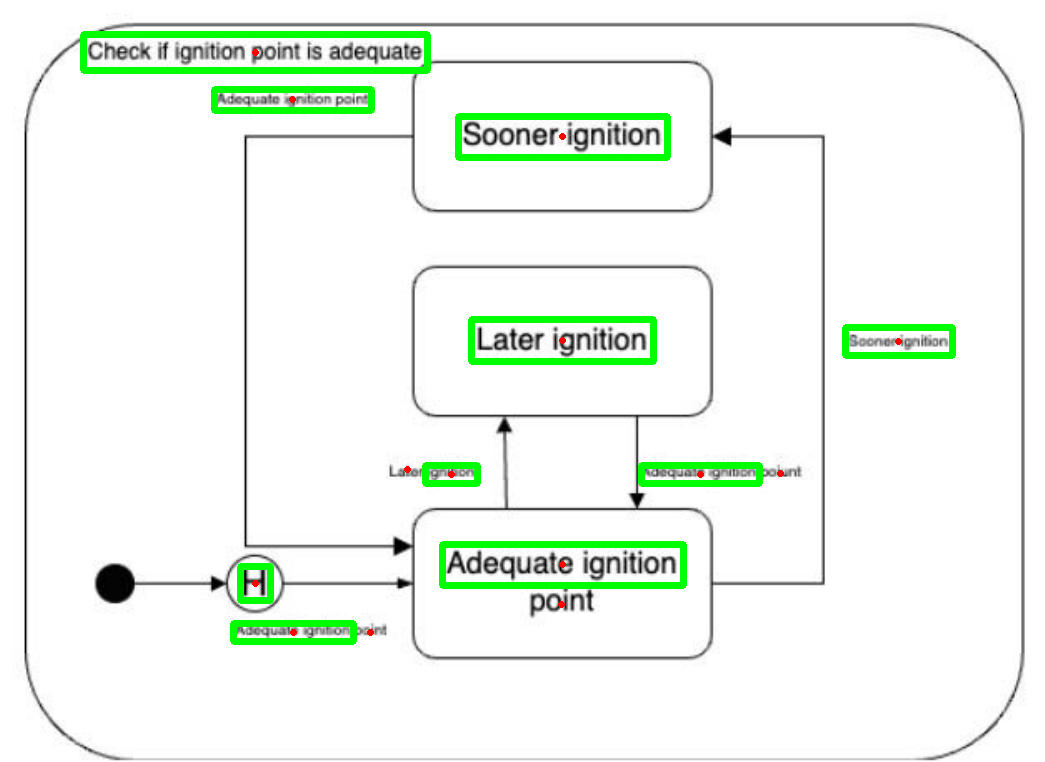 Check if ignition point is adequate
Adequate ignition point
Sooner ignition
Later ignition
Sooner ignition
Later ignition
Adequate ignition poiunt
Adequate ignition
point
H
Adequate ignition point